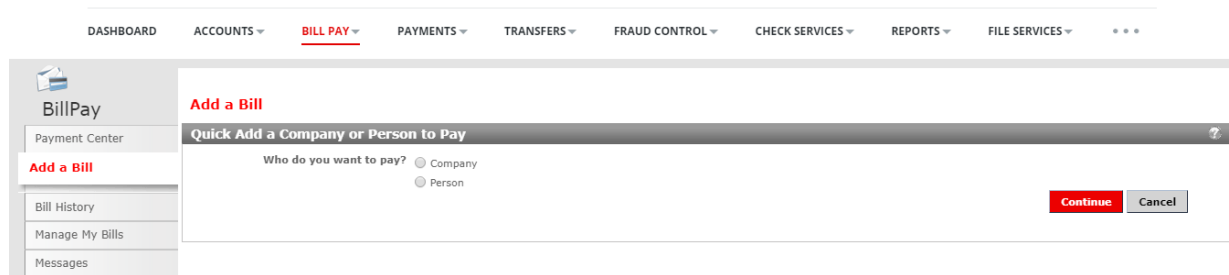 DASHBOARD ACCOUNTS BILL PAY PAYMENTS TRANSFERS FRAUD CONTROL CHECK SERVICES REPORTS FILE SERVICES
BillPay
Payment Center
Add a Bill
Bill History
Manage My Bills
Messages
Add a Bill
Quick Add a Company or Person to Pay ?
Who do you want to pay? Company
Person
Continue Cancel